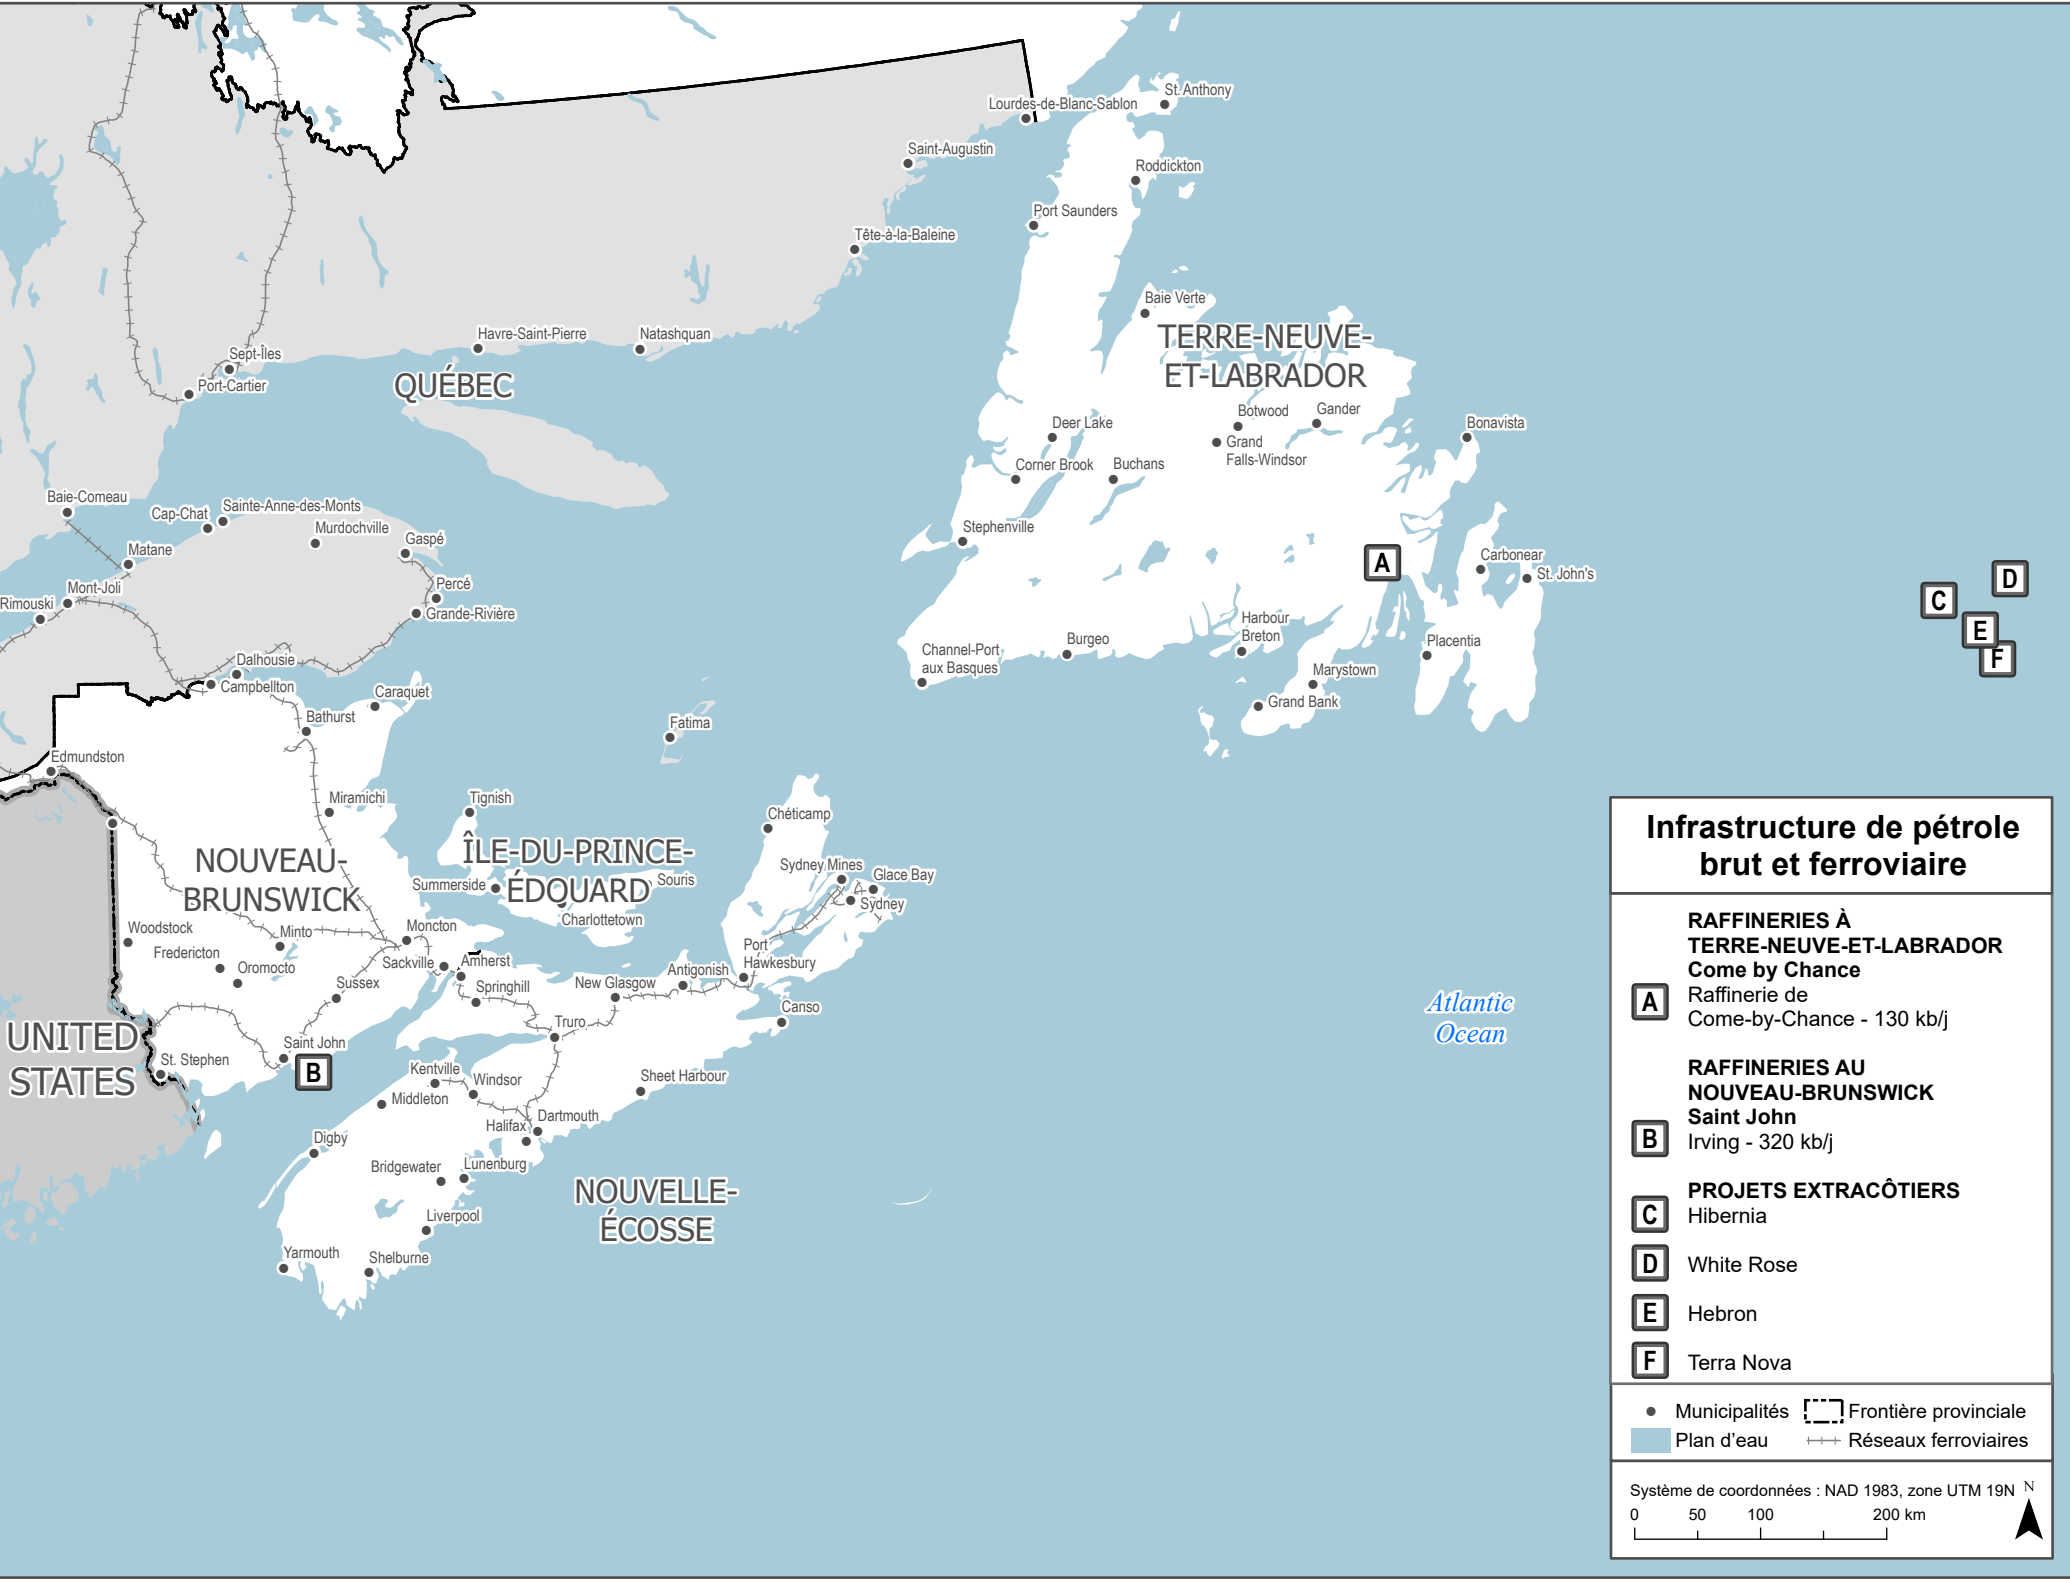 Lourdes-de-Blanc-Sablon
St. Anthony
Saint-Augustin
Roddickton
Port Saunders
Tête-à-la-Baleine
Baie Verte
TERRE-NEUVE-
ET-LABRADOR
Havre-Saint-Pierre
Natashquan
Sept-Îles
Port-Cartier
QUÉBEC
Botwood
Gander
Deer Lake
Grand
Falls-Windsor
Bonavista
Corner Brook
Buchans
Baie-Comeau
Cap-Chat
Sainte-Anne-des-Monts
Murdochville
Gaspé
Matane
Stephenville
Carbonear
St. John's
A
C
D
E
F
Mont-Joli
Rimouski
Percé
Grande-Rivière
Harbour
Breton
Burgeo
Placentia
Channel-Port
aux Basques
Marystown
Grand Bank
Dalhousie
Campbellton
Caraquet
Bathurst
Fatima
Edmundston
Miramichi
Tignish
Chéticamp
NOUVEAU-
BRUNSWICK
ÎLE-DU-PRINCE-
ÉDOUARD
Summerside
Souris
Charlottetown
Sydney Mines
Glace Bay
Sydney
Woodstock
Minto
Moncton
Fredericton
Oromocto
Sackville
Amherst
Port
Hawkesbury
Antigonish
New Glasgow
Sussex
Springhill
Canso
Truro
UNITED
STATES
Saint John
B
St. Stephen
Kentville
Windsor
Sheet Harbour
Middleton
Dartmouth
Halifax
Digby
Bridgewater
Lunenburg
NOUVELLE-
ÉCOSSE
Liverpool
Yarmouth
Shelburne
Atlantic
Ocean
Infrastructure de pétrole
brut et ferroviaire
RAFFINERIES À
TERRE-NEUVE-ET-LABRADOR
Come by Chance
A Raffinerie de
Come-by-Chance - 130 kb/j
RAFFINERIES AU
NOUVEAU-BRUNSWICK
Saint John
B Irving - 320 kb/j
PROJETS EXTRACÔTIERS
C Hibernia
D White Rose
E Hebron
F Terra Nova
Municipalités
Frontière provinciale
Plan d'eau
Réseaux ferroviaires
Système de coordonnées : NAD 1983, zone UTM 19N
N
0 50 100 200 km